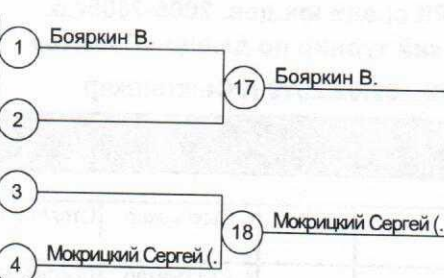 1 Бояркин В.
17 Бояркин В.
2
3
18 Мокрицкий Сергей (.
4 Мокрицкий Сергей (.